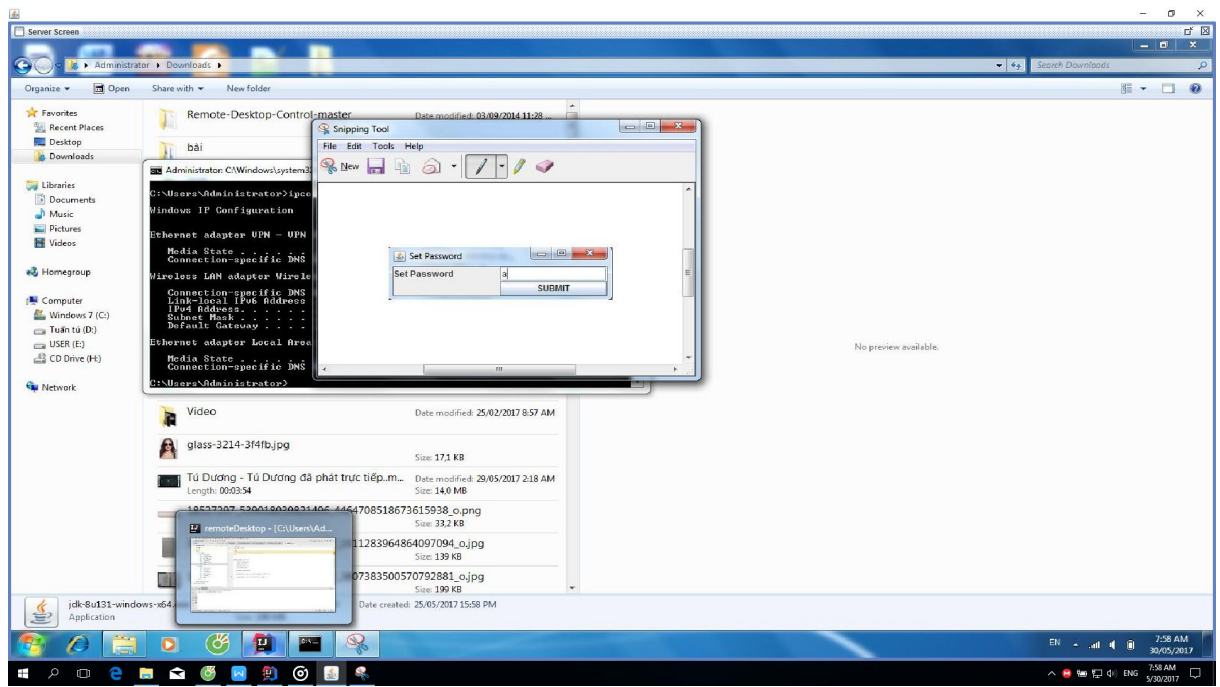 Server Screen
Administrator ▸ Downloads ▸
Search Downloads
Organize Open Share with New folder
Favorites
Recent Places
Desktop
Downloads
Libraries
Documents
Music
Pictures
Videos
Homegroup
Computer
Windows 7 (C:)
Tuấn tú (D:)
USER (E:)
CD Drive (H:)
Network
Remote-Desktop-Control-master Date modified: 03/09/2014 11:28 ...
bài
Administrator: C:\Windows\system3
C:\Users\Administrator>ipco
Windows IP Configuration
Ethernet adapter VPN - VPN
Media State . . . . .
Connection-specific DNS
Wireless LAN adapter Wirele
Connection-specific DNS
Link-local IPv6 Address
IPv4 Address. . . . . .
Subnet Mask . . . . . .
Default Gateway . . . .
Ethernet adapter Local Area
Media State . . . . .
Connection-specific DNS
C:\Users\Administrator>
Snipping Tool
File Edit Tools Help
New
Set Password
Set Password a
SUBMIT
No preview available.
Video Date modified: 25/02/2017 8:57 AM
glass-3214-3f4fb.jpg
Size: 17,1 KB
Tú Dương - Tú Dương đã phát trực tiếp..m... Date modified: 29/05/2017 2:18 AM
Length: 00:03:54 Size: 14,0 MB
4708518673615938_o.png
Size: 33,2 KB
remoteDesktop - [C:\Users\Ad...
11283964864097094_o.jpg
Size: 139 KB
07383500570792881_o.jpg
Size: 199 KB
jdk-8u131-windows-x64. Date created: 25/05/2017 15:58 PM
Application
EN 7:58 AM
30/05/2017
ENG 7:58 AM
5/30/2017